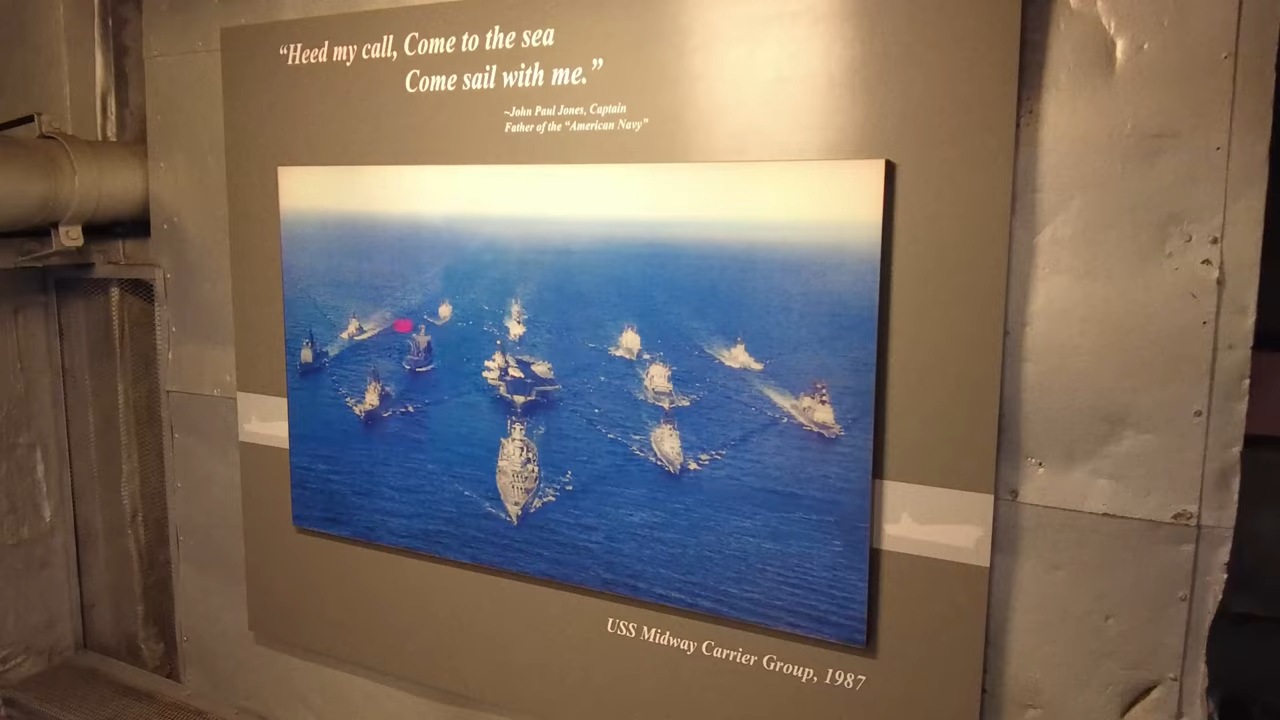 “Heed my call, Come to the sea
Come sail with me.”
~John Paul Jones, Captain
Father of the “American Navy”
USS Midway Carrier Group, 1987